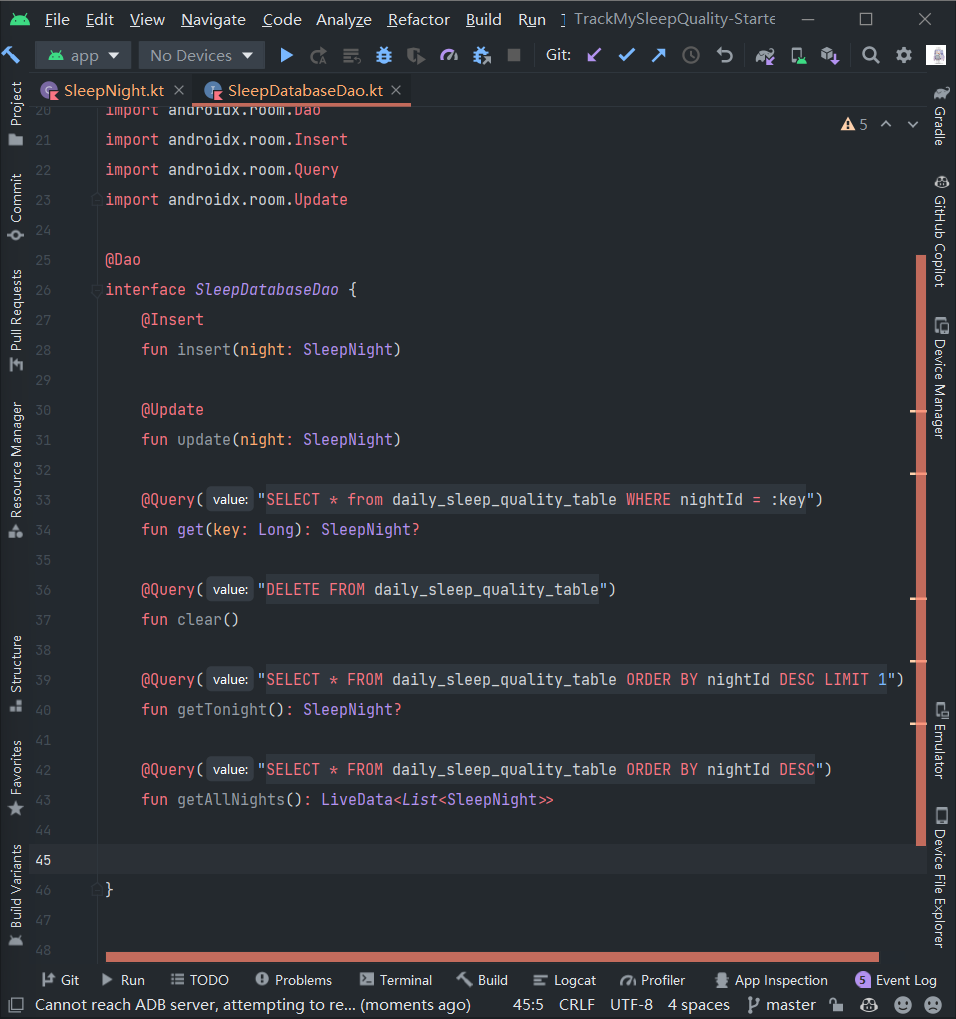 File Edit View Navigate Code Analyze Refactor Build Run TrackMySleepQuality-Starte
app No Devices Git:
SleepNight.kt SleepDatabaseDao.kt
20 import androidx.room.Dao
5
21 import androidx.room.Insert
22 import androidx.room.Query
23 import androidx.room.Update
24
25 @Dao
26 interface SleepDatabaseDao {
27 @Insert
28 fun insert(night: SleepNight)
29
30 @Update
31 fun update(night: SleepNight)
32
33 @Query( value: "SELECT * from daily_sleep_quality_table WHERE nightId = :key")
34 fun get(key: Long): SleepNight?
35
36 @Query( value: "DELETE FROM daily_sleep_quality_table")
37 fun clear()
38
39 @Query( value: "SELECT * FROM daily_sleep_quality_table ORDER BY nightId DESC LIMIT 1")
40 fun getTonight(): SleepNight?
41
42 @Query( value: "SELECT * FROM daily_sleep_quality_table ORDER BY nightId DESC")
43 fun getAllNights(): LiveData<List<SleepNight>>
44
45
46 }
47
48
Project
Commit
Pull Requests
Resource Manager
Structure
Favorites
Build Variants
Gradle
GitHub Copilot
Device Manager
Emulator
Device File Explorer
Git Run TODO Problems Terminal Build Logcat Profiler App Inspection 5 Event Log
Cannot reach ADB server, attempting to re... (moments ago) 45:5 CRLF UTF-8 4 spaces master